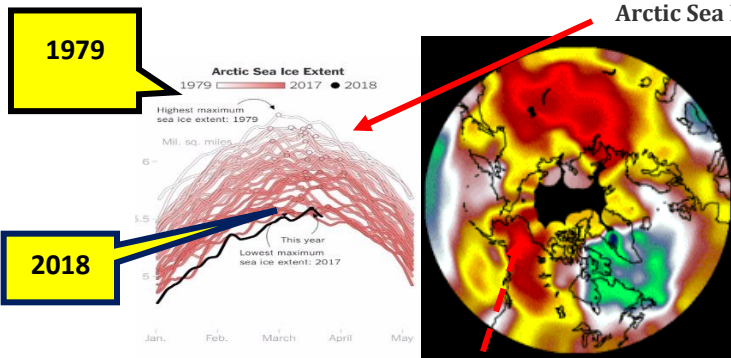 Arctic Sea
1979
Arctic Sea Ice Extent
1979 2017 2018
Highest maximum
sea ice extent: 1979
Mil. sq. miles
6
5.5
2018
This year
Lowest maximum
sea ice extent: 2017
5
Jan. Feb. March April May